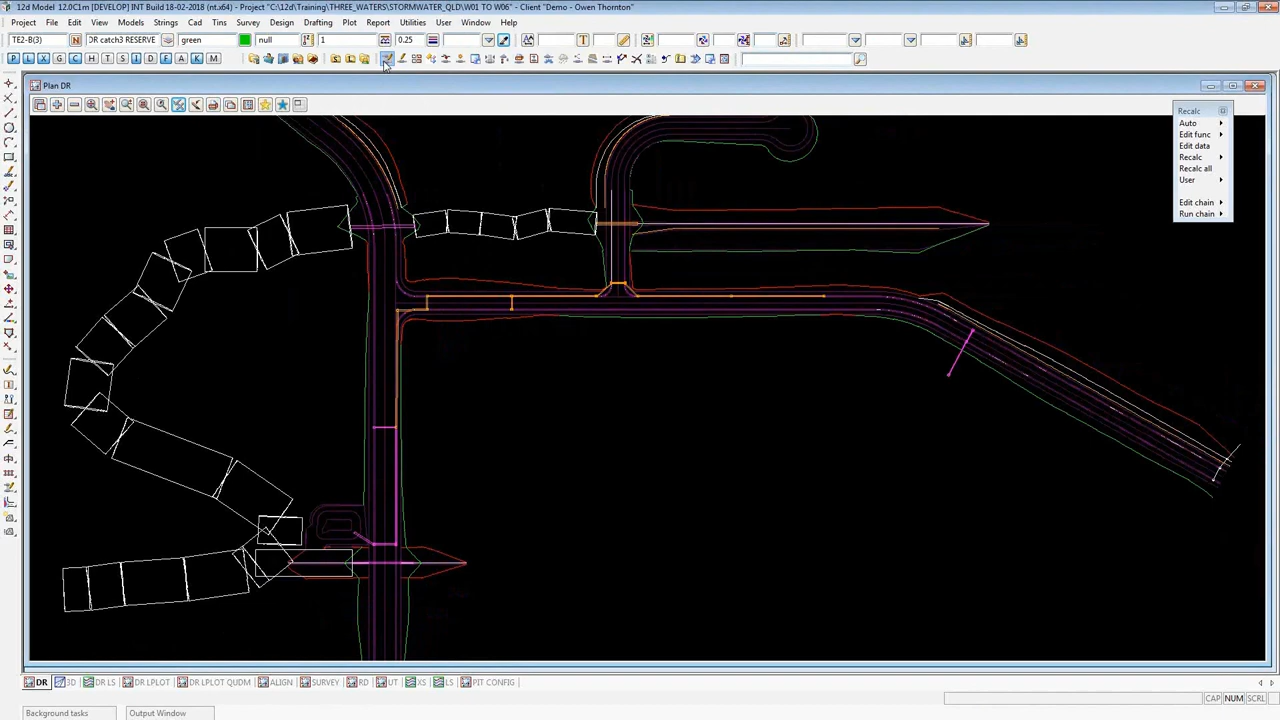 12d Model 12.0C1m [DEVELOP] INT Build 18-02-2018 (nt.x64) - Project "C:\12d\Training\THREE_WATERS\STORMWATER_QLD\W01 TO W06" - Client "Demo - Owen Thornton"
Project File Edit View Models Strings Cad Tins Survey Design Drafting Plot Report Utilities User Window Help
TE2-B(3) N DR catch3 RESERVE green null 1 0.25 A T
P L X G C H T S I D F A K M
Plan DR
Recalc
Auto
Edit func
Edit data
Recalc
Recalc all
User
Edit chain
Run chain
DR 3D DR LS DR LPLOT DR LPLOT QUDM ALIGN SURVEY RD UT XS LS PIT CONFIG
CAP NUM SCRL
Background tasks Output Window